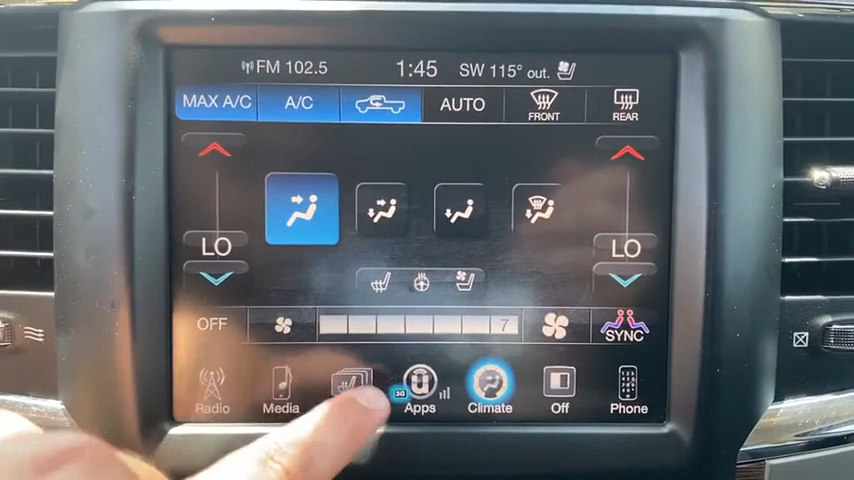 FM 102.5 1:45 SW 115° out.
MAX A/C A/C AUTO FRONT REAR
LO LO
OFF 7 SYNC
3G
Radio Media Apps Climate Off Phone